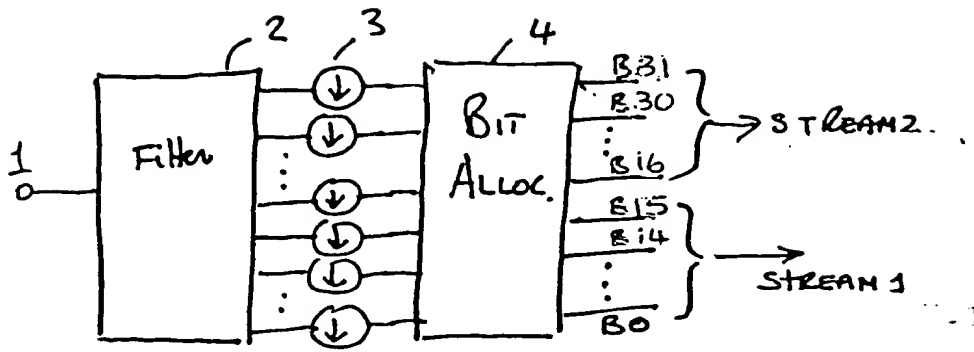 2 3 4
1
Filter
BIT
ALLOC.
B31
B30
B16
STREAM2.
B15
B14
B0
STREAM 1